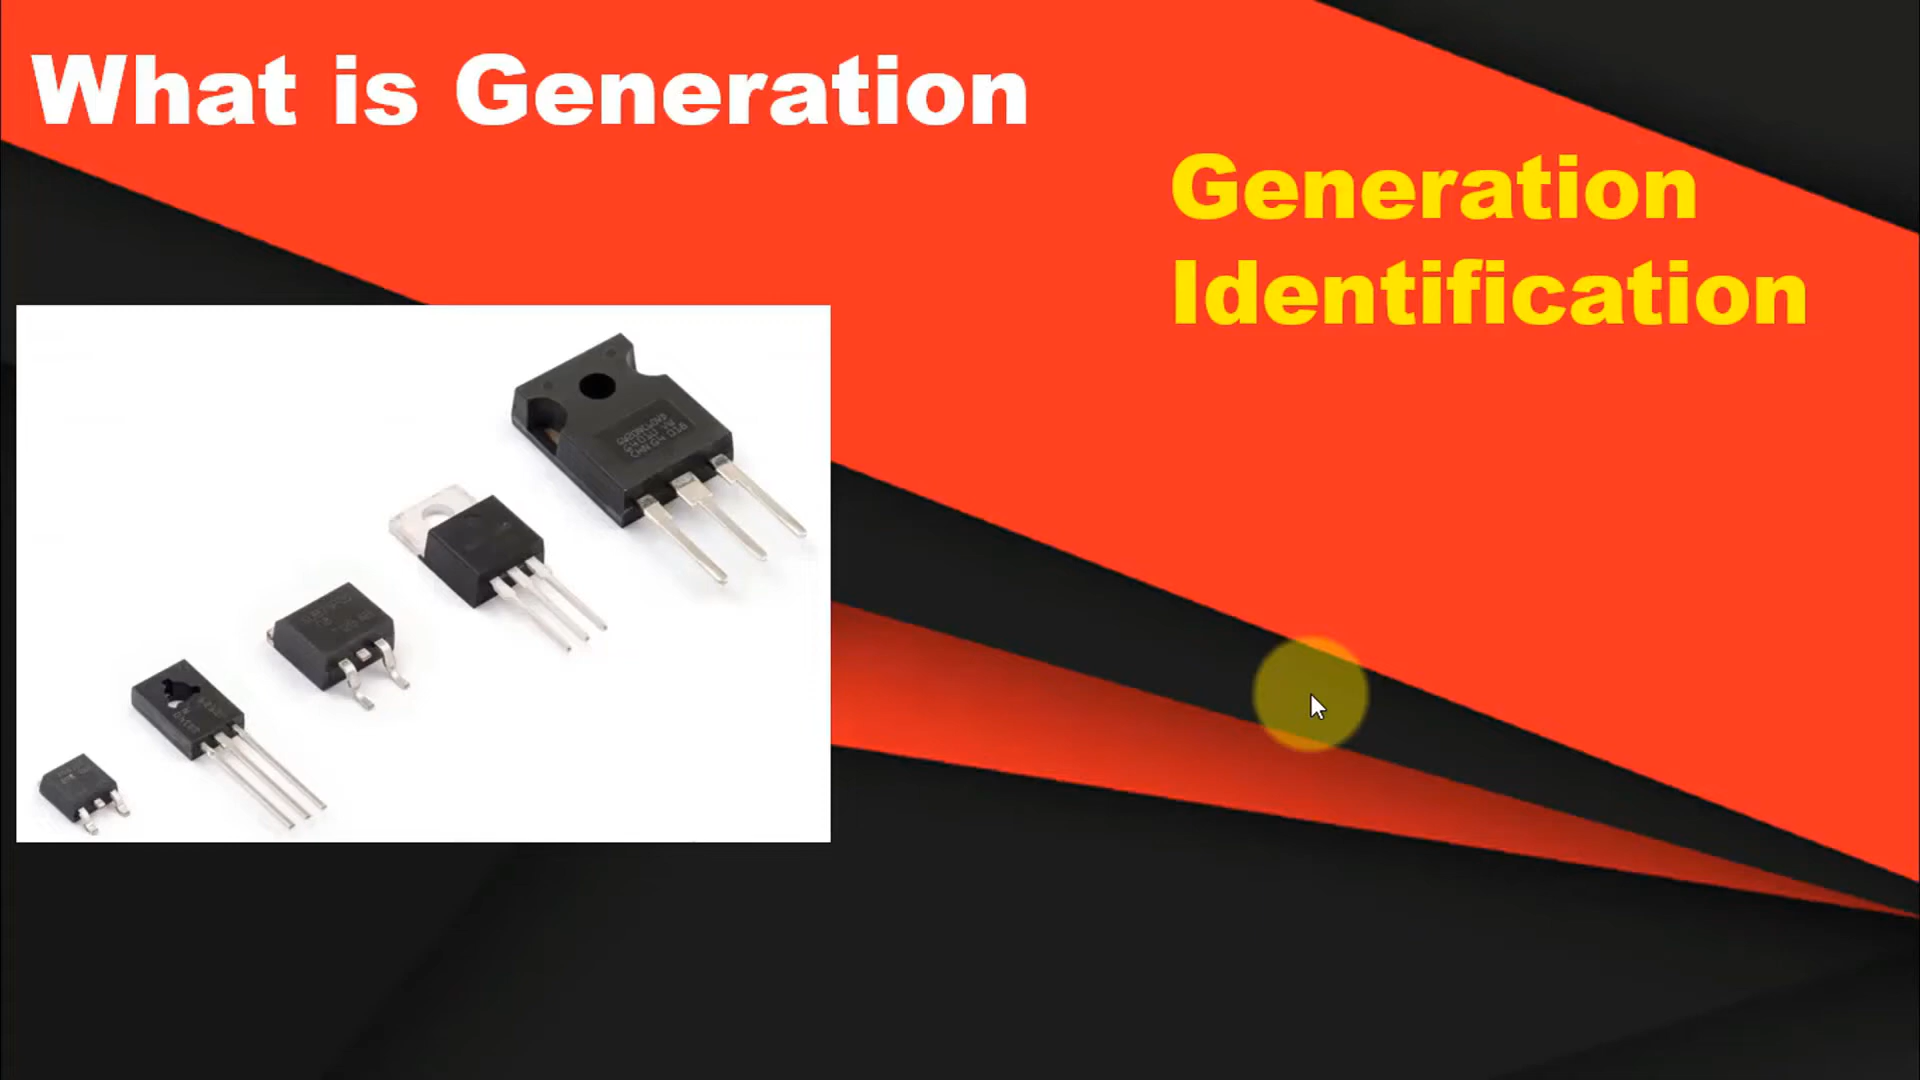 What is Generation
Generation
Identification